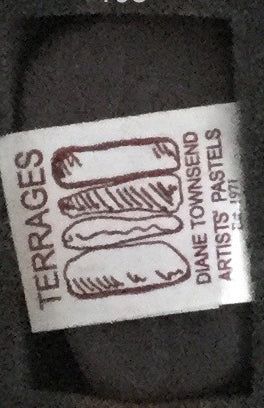 TERRAGES
DIANE TOWNSEND
ARTISTS' PASTELS
Est. 1971